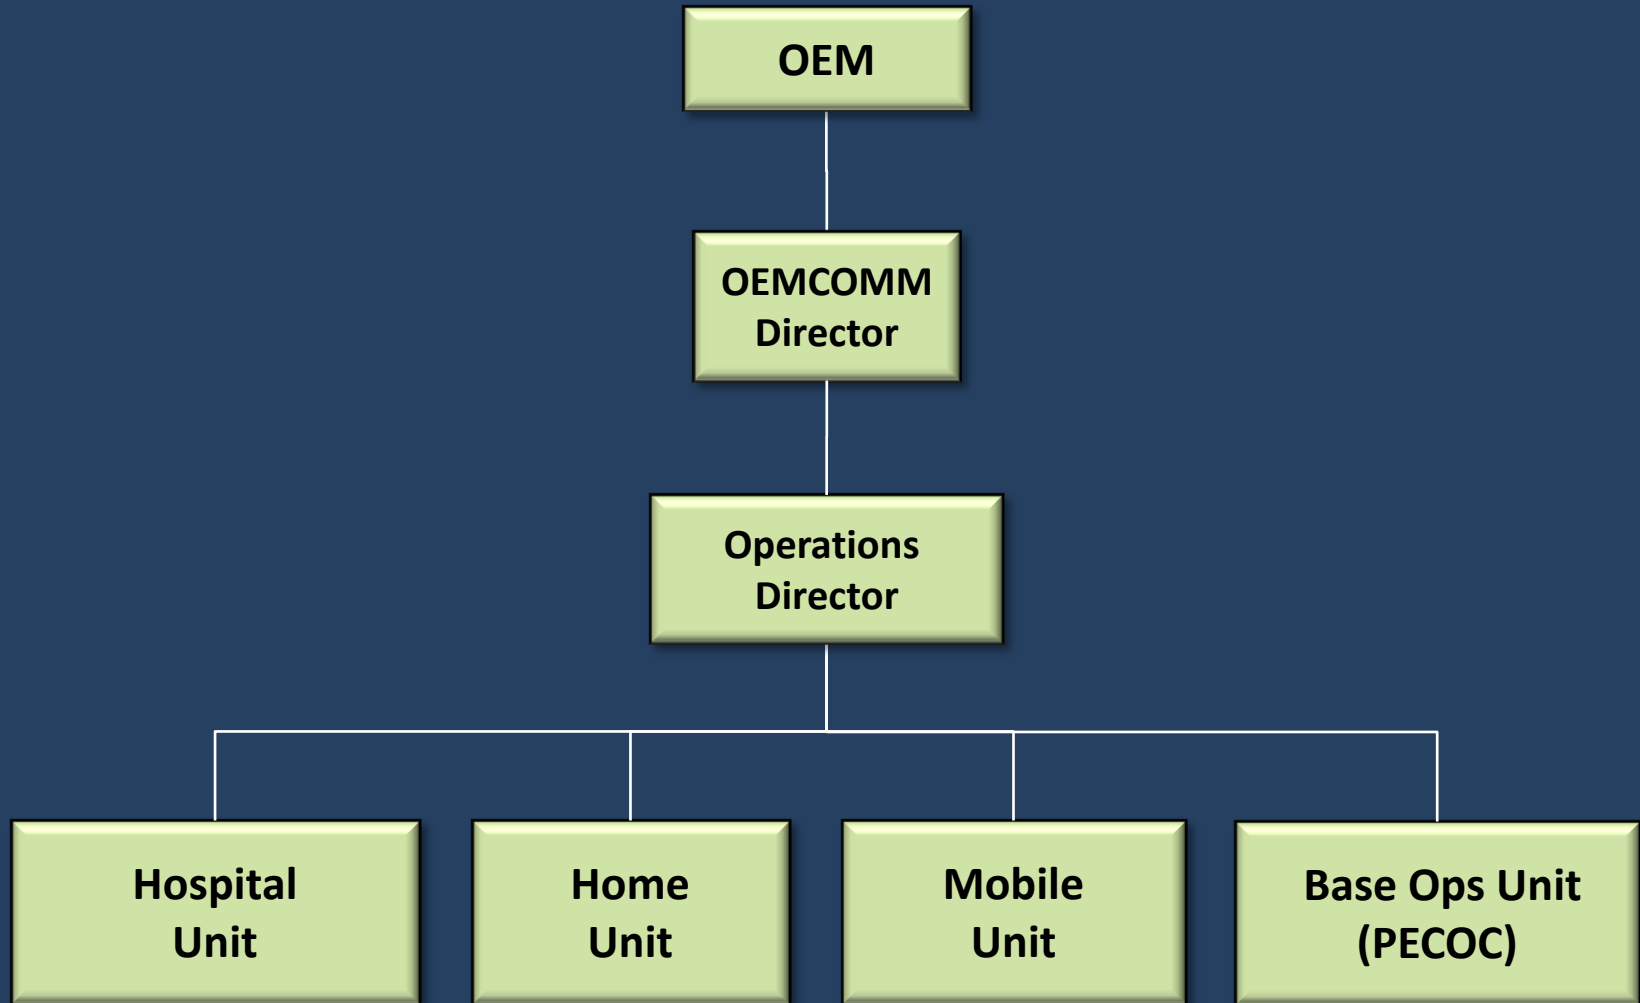 OEM
OEMCOMM
Director
Operations
Director
Hospital
Unit
Home
Unit
Mobile
Unit
Base Ops Unit
(PECOC)